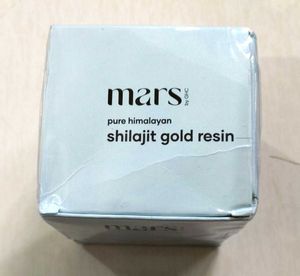 mars
by GHC
pure himalayan
shilajit gold resin